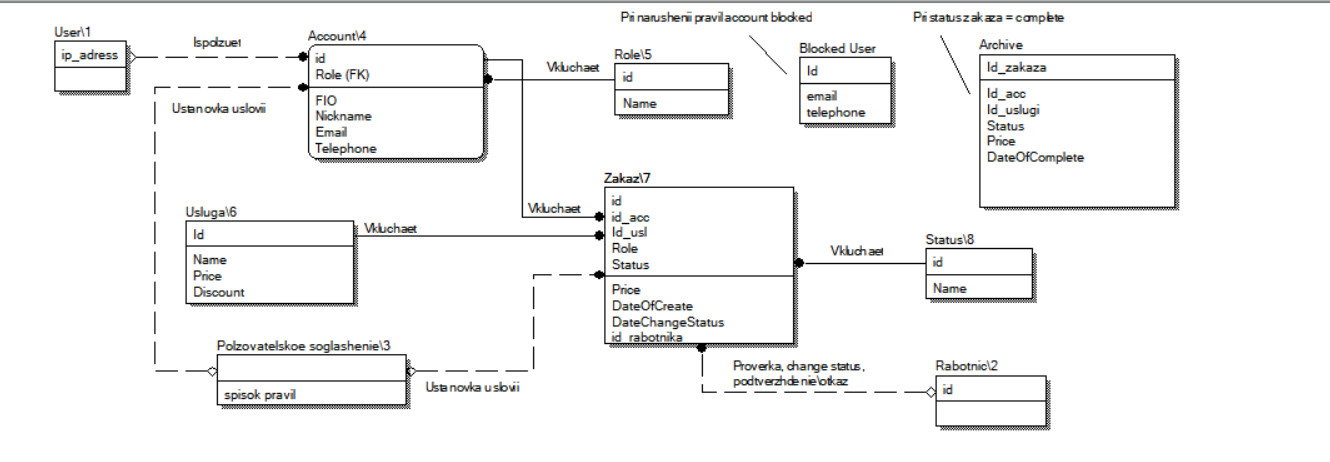 Pri narushenii pravil account blocked
Pri status zakaza = complete
User\1
ip_adress
Ispolzuet
Account\4
id
Role (FK)
FIO
Nickname
Email
Telephone
Vkluchaet
Role\5
id
Name
Blocked User
Id
email
telephone
Archive
Id_zakaza
Id_acc
Id_uslugi
Status
Price
DateOfComplete
Ustanovka uslovii
Usluga\6
Id
Name
Price
Discount
Vkluchaet
Vkluchaet
Zakaz\7
id
id_acc
Id_usl
Role
Status
Price
DateOfCreate
DateChangeStatus
id_rabotnika
Vkluchaet
Status\8
id
Name
Polzovatelskoe soglashenie\3
spisok pravil
Ustanovka uslovii
Proverka, change status,
podtverzhdenie\otkaz
Rabotnic\2
id